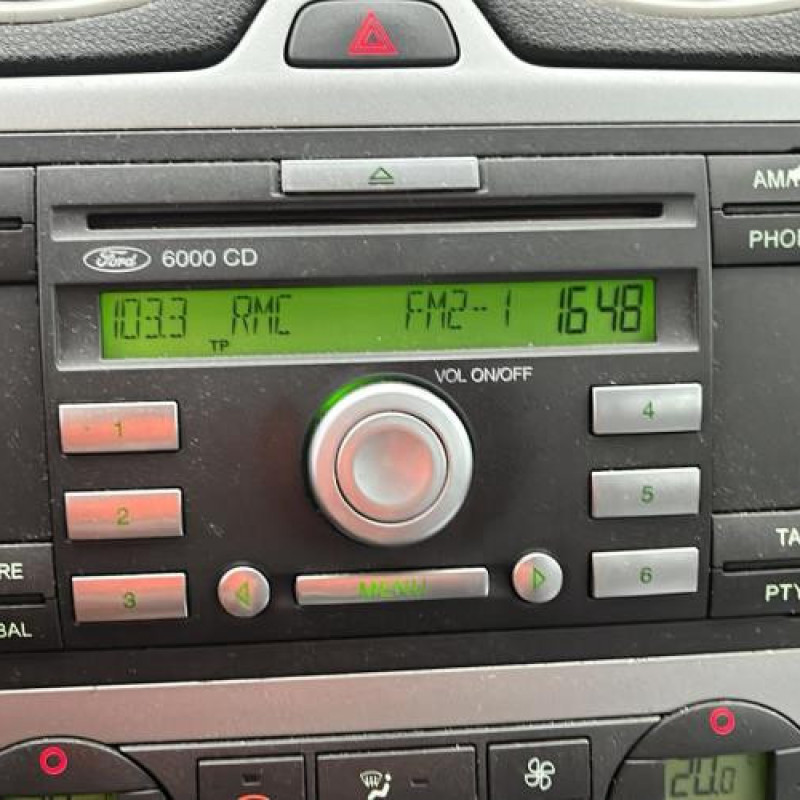 Ford 6000 CD
103.3 RMC FM2--1 1648
TP
VOL ON/OFF
1
2
3
4
5
6
MENU
AM/
PHO
RE
BAL
TA
PTY
20.0